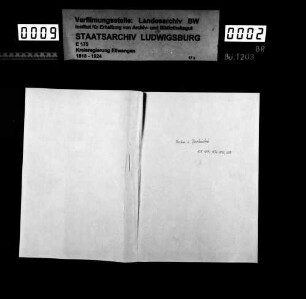 0009
Verfilmungsstelle: Landesarchiv BW
Institut für Erhaltung von Archiv- und Bibliotheksgut
STAATSARCHIV LUDWIGSBURG
E 175
Kreisregierung Ellwangen
1818 - 1924
0002
BR
Bü 7203